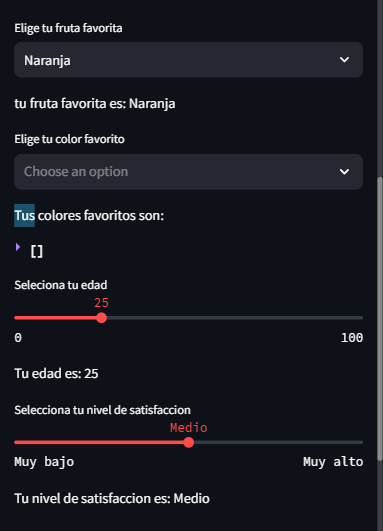 Elige tu fruta favorita
Naranja
tu fruta favorita es: Naranja
Elige tu color favorito
Choose an option
Tus colores favoritos son:
[]
Seleciona tu edad
25
0 100
Tu edad es: 25
Selecciona tu nivel de satisfaccion
Medio
Muy bajo Muy alto
Tu nivel de satisfaccion es: Medio